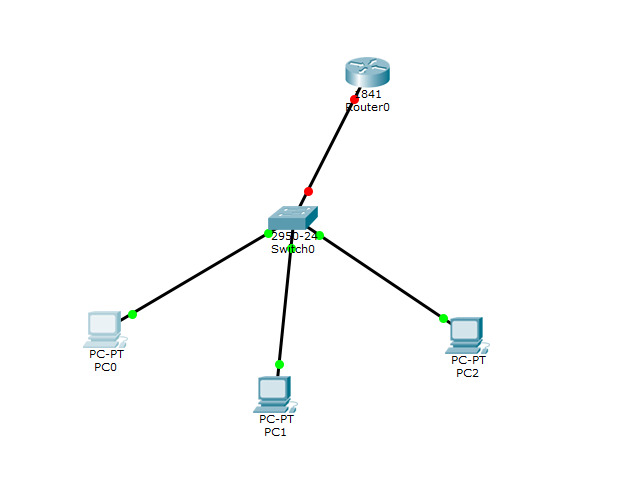 1841
Router0
2950-24
Switch0
PC-PT
PC0
PC-PT
PC1
PC-PT
PC2